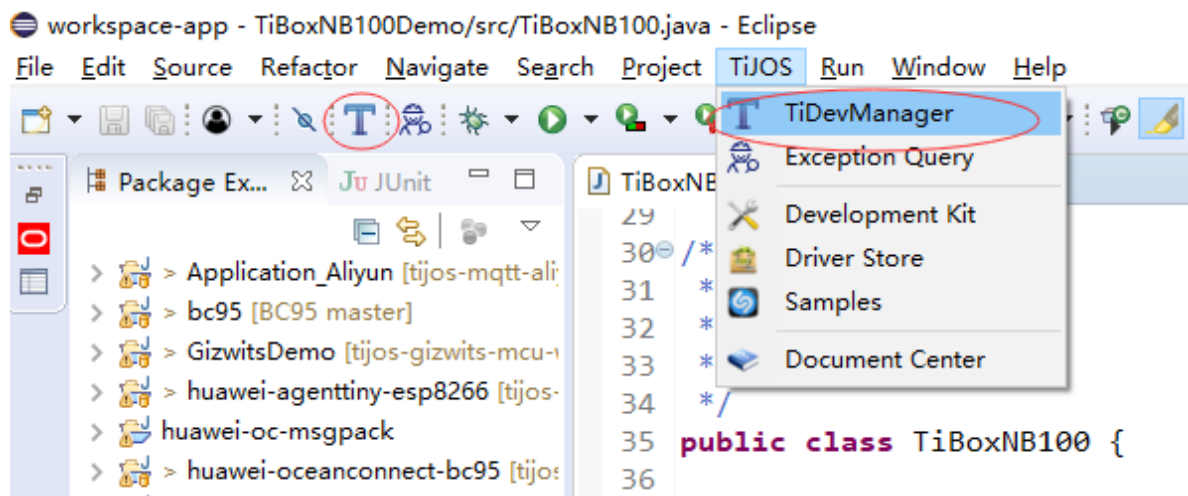 workspace-app - TiBoxNB100Demo/src/TiBoxNB100.java - Eclipse
File Edit Source Refactor Navigate Search Project TiJOS Run Window Help
TiDevManager
Exception Query
Development Kit
Driver Store
Samples
Document Center
Package Ex... JUnit
TiBoxNB
> Application_Aliyun [tijos-mqtt-ali
> bc95 [BC95 master]
> GizwitsDemo [tijos-gizwits-mcu-
> huawei-agenttiny-esp8266 [tijos-
huawei-oc-msgpack
> huawei-oceanconnect-bc95 [tijos
29
30 /*
31 *
32 *
33 *
34 */
35 public class TiBoxNB100 {
36